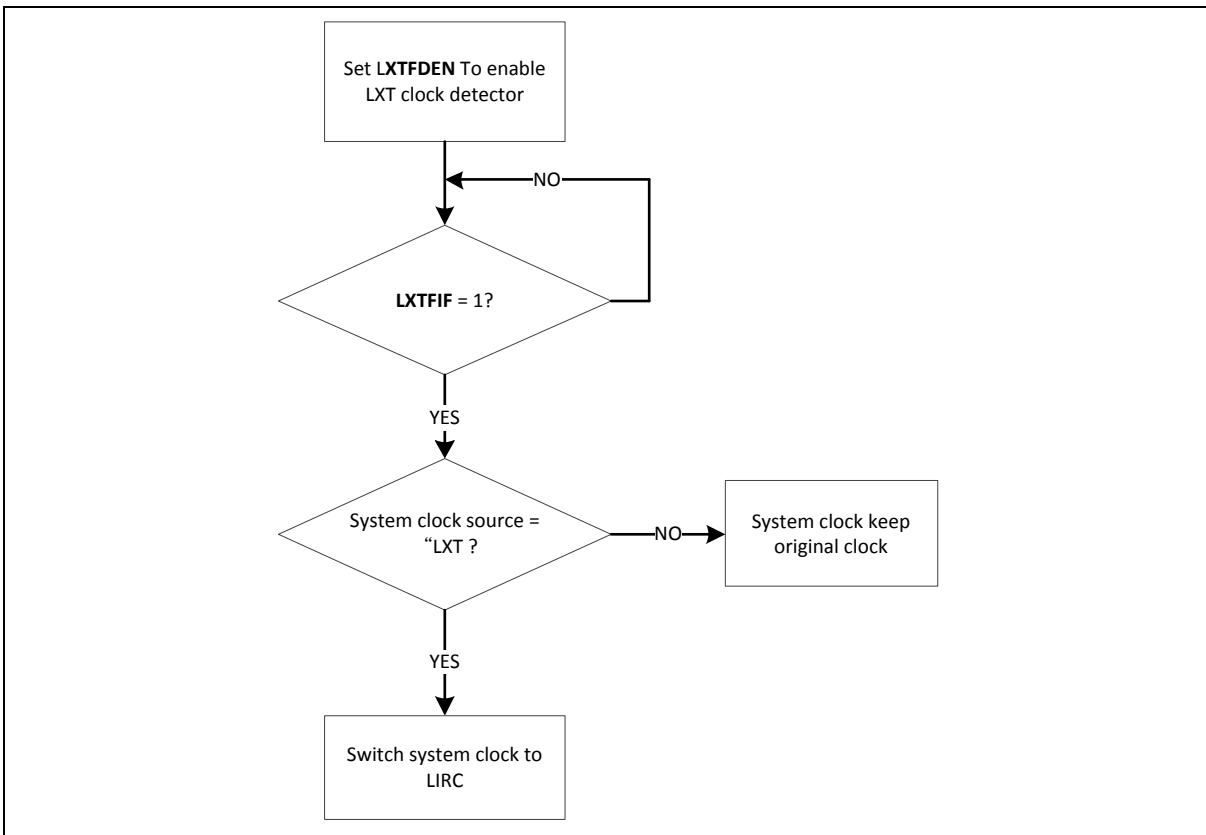 Set LXTFDEN To enable
LXT clock detector
NO
LXTFIF = 1?
YES
System clock source =
“LXT ?
NO
System clock keep
original clock
YES
Switch system clock to
LIRC